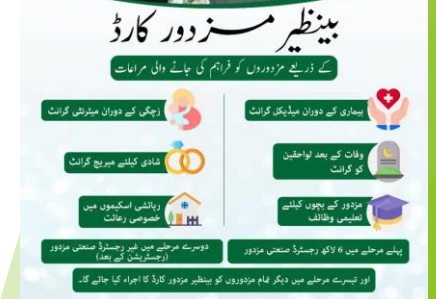 بینظیر مزدور کارڈ
کے ذریعے مزدوروں کو فراہم کی جانے والی مراعات
بیماری کے دوران میڈیکل گرانٹ
زچگی کے دوران میٹرنٹی گرانٹ
وفات کے بعد لواحقین
کو گرانٹ
شادی کیلئے میریج گرانٹ
مزدور کے بچوں کیلئے
تعلیمی وظائف
رہائشی اسکیموں میں
خصوصی رعائت
پہلے مرحلے میں 6 لاکھ رجسٹرڈ صنعتی مزدور
دوسرے مرحلے میں غیر رجسٹرڈ صنعتی مزدور
(رجسٹریشن کے بعد)
اور تیسرے مرحلے میں دیگر تمام مزدوروں کو بینظیر مزدور کارڈ کا اجراء کیا جائے گا۔